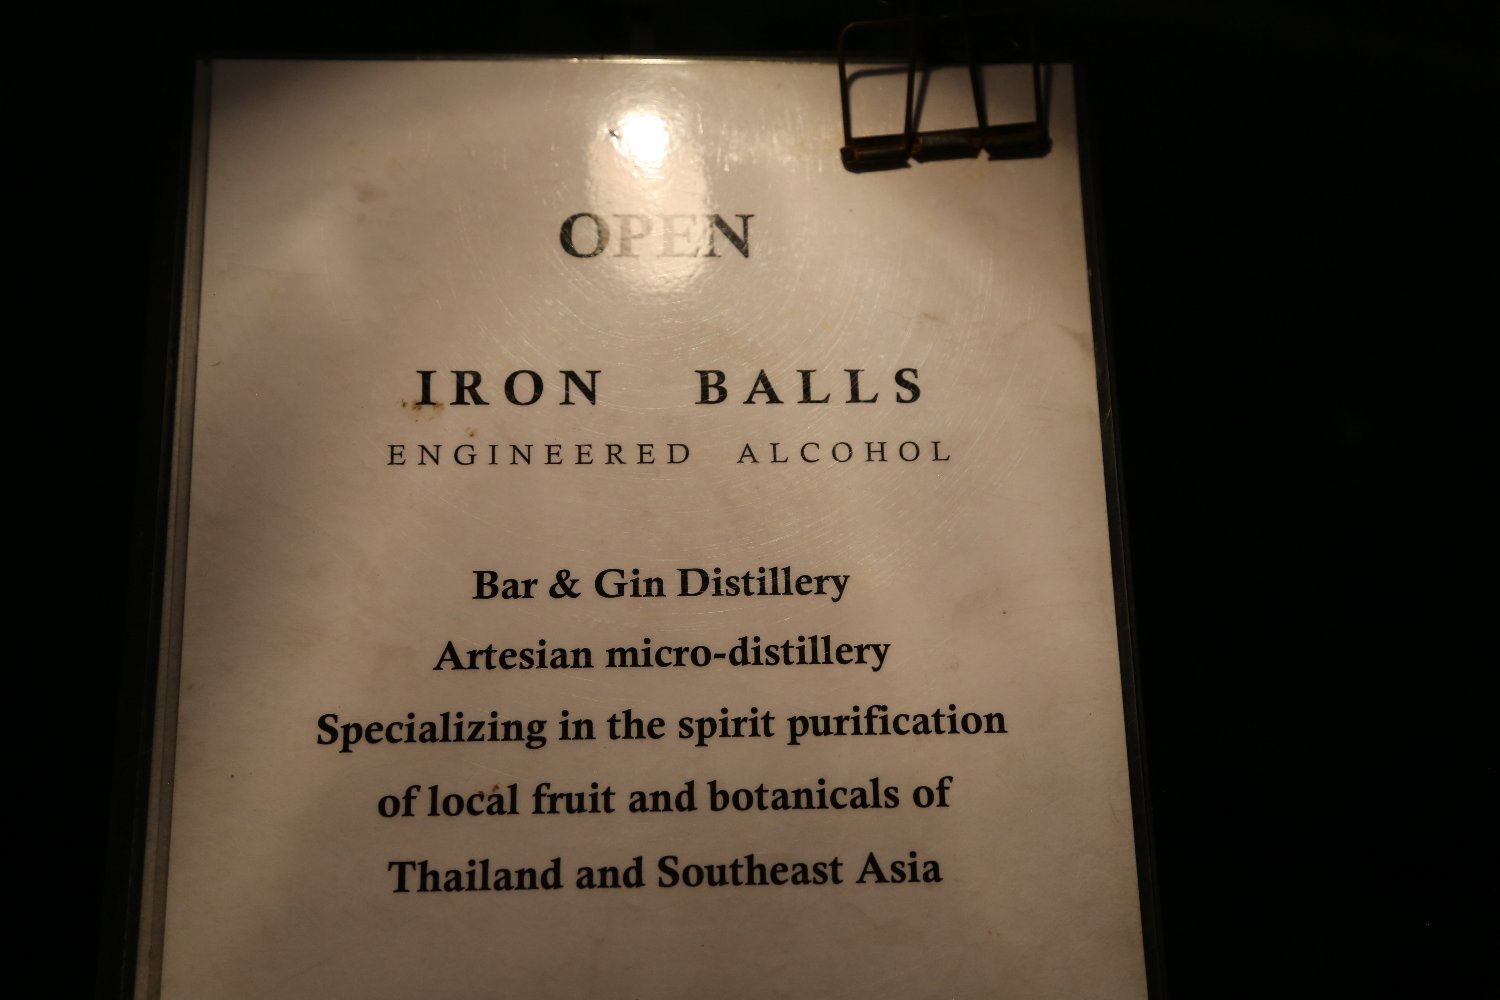 OPEN
IRON BALLS
ENGINEERED ALCOHOL
Bar & Gin Distillery
Artesian micro-distillery
Specializing in the spirit purification
of local fruit and botanicals of
Thailand and Southeast Asia